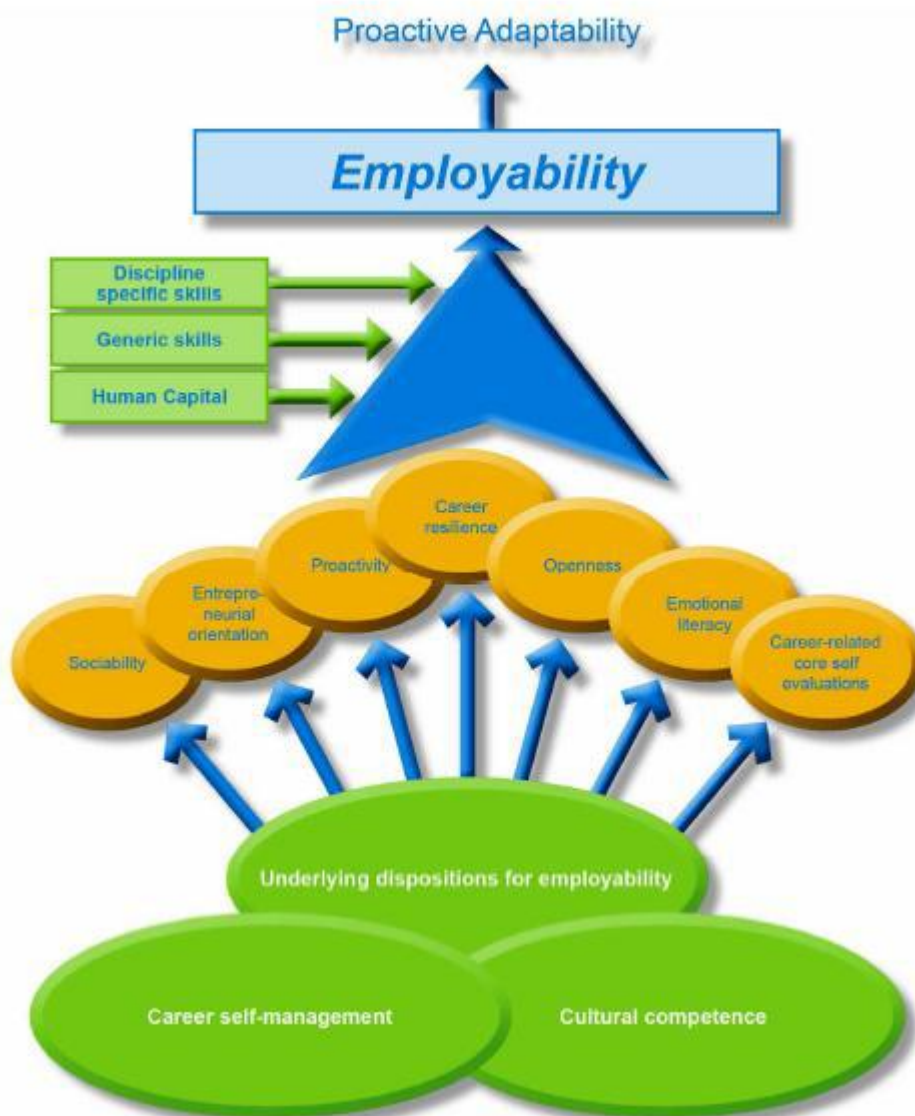 Proactive Adaptability
Employability
Discipline
specific skills
Generic skills
Human Capital
Career
resilience
Proactivity
Openness
Entrepre-
neurial
orientation
Emotional
literacy
Sociability
Career-related
core self
evaluations
Underlying dispositions for employability
Career self-management
Cultural competence